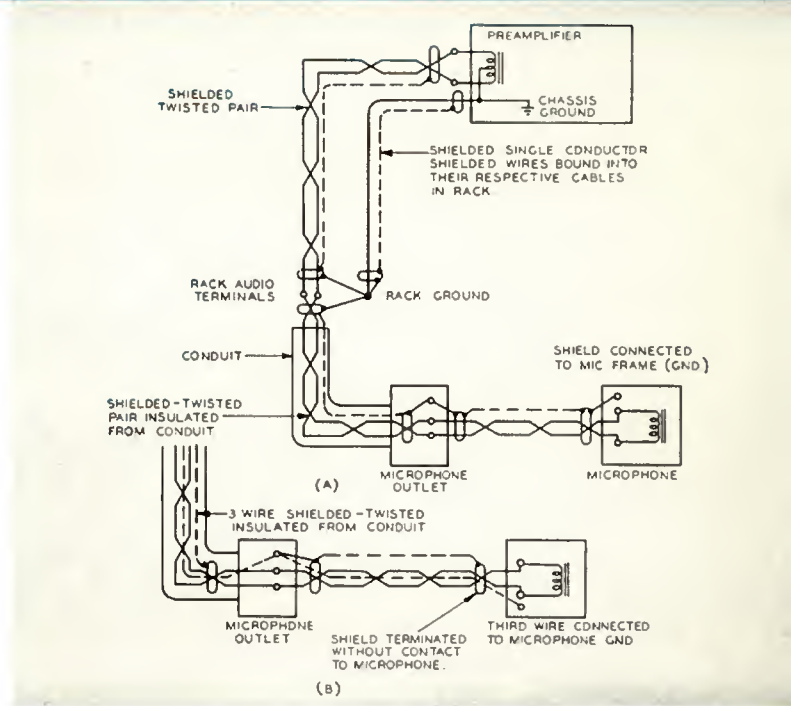 PREAMPLIFIER
SHIELDED
TWISTED PAIR
CHASSIS
GROUND
SHIELDED SINGLE CONDUCTOR
SHIELDED WIRES BOUND INTO
THEIR RESPECTIVE CABLES
IN RACK
RACK AUDIO
TERMINALS
RACK GROUND
CONDUIT
SHIELD CONNECTED
TO MIC FRAME (GND)
SHIELDED-TWISTED
PAIR INSULATED
FROM CONDUIT
MICROPHONE
OUTLET
MICROPHONE
(A)
3 WIRE SHIELDED-TWISTED
INSULATED FROM CONDUIT
MICROPHONE
OUTLET
SHIELD TERMINATED
WITHOUT CONTACT
TO MICROPHONE.
THIRD WIRE CONNECTED
TO MICROPHONE GND
(B)